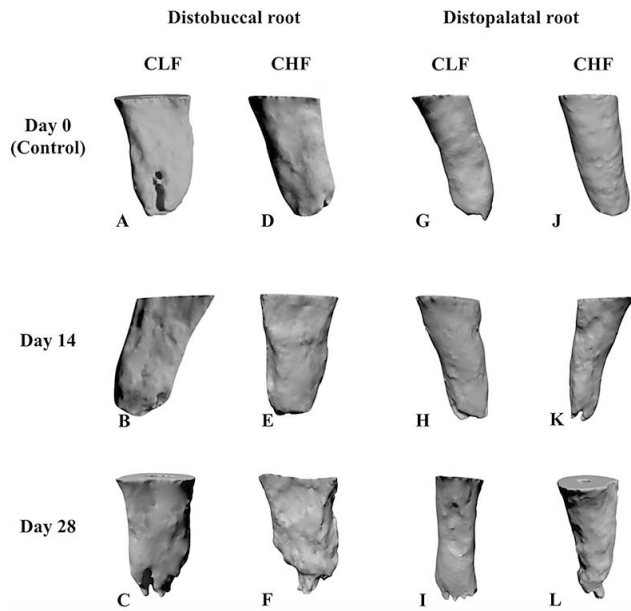 Distobuccal root Distopalatal root
CLF CHF CLF CHF
Day 0
(Control)
A D G J
Day 14
B E H K
Day 28
C F I L